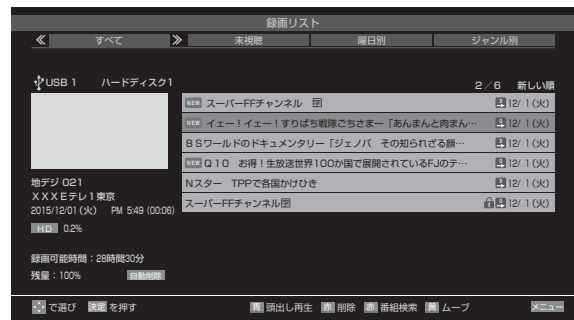 録画リスト
≪ すべて ≫ 未視聴 曜日別 ジャンル別
USB 1 ハードディスク1
2／6 新しい順
NEW スーパーFFチャンネル 字 12/ 1 (火)
NEW イェー！イェー！すりばち戦隊ごちさまー「あんまんと肉まん… 12/ 1 (火)
BSワールドのドキュメンタリー「ジェノバ その知られざる顔… 12/ 1 (火)
NEW Q10 お得！生放送世界100か国で展開されているFJのテ… 12/ 1 (火)
Nスター TPPで各国かけひき 12/ 1 (火)
スーパーFFチャンネル字 12/ 1 (火)
地デジ 021
XXXEテレ1東京
2015/12/01 (火) PM 5:49 (00:06)
HD 0.2%
録画可能時間：28時間30分
残量：100% 自動削除
で選び 決定 を押す 青 頭出し再生 赤 削除 赤 番組検索 黄 ムーブ メニュー